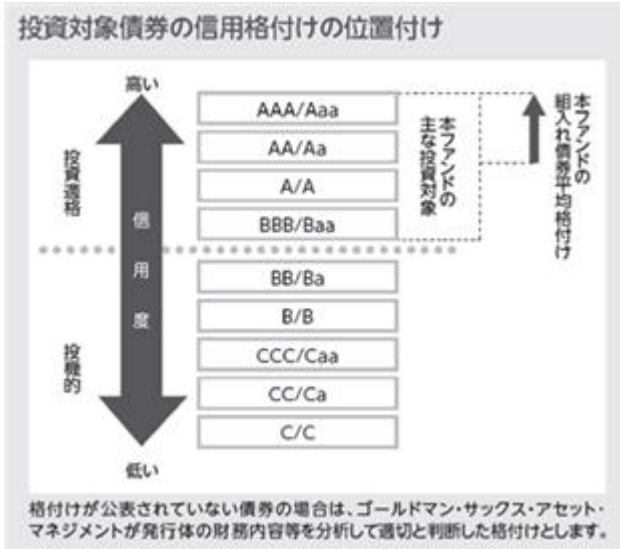 投資対象債券の信用格付けの位置付け
高い
投資適格
信用度
投機的
低い
AAA/Aaa
AA/Aa
A/A
BBB/Baa
BB/Ba
B/B
CCC/Caa
CC/Ca
C/C
本ファンドの
主な投資対象
本ファンドの
組入れ債券平均格付け
格付けが公表されていない債券の場合は、ゴールドマン・サックス・アセット・
マネジメントが発行体の財務内容等を分析して適切と判断した格付けとします。